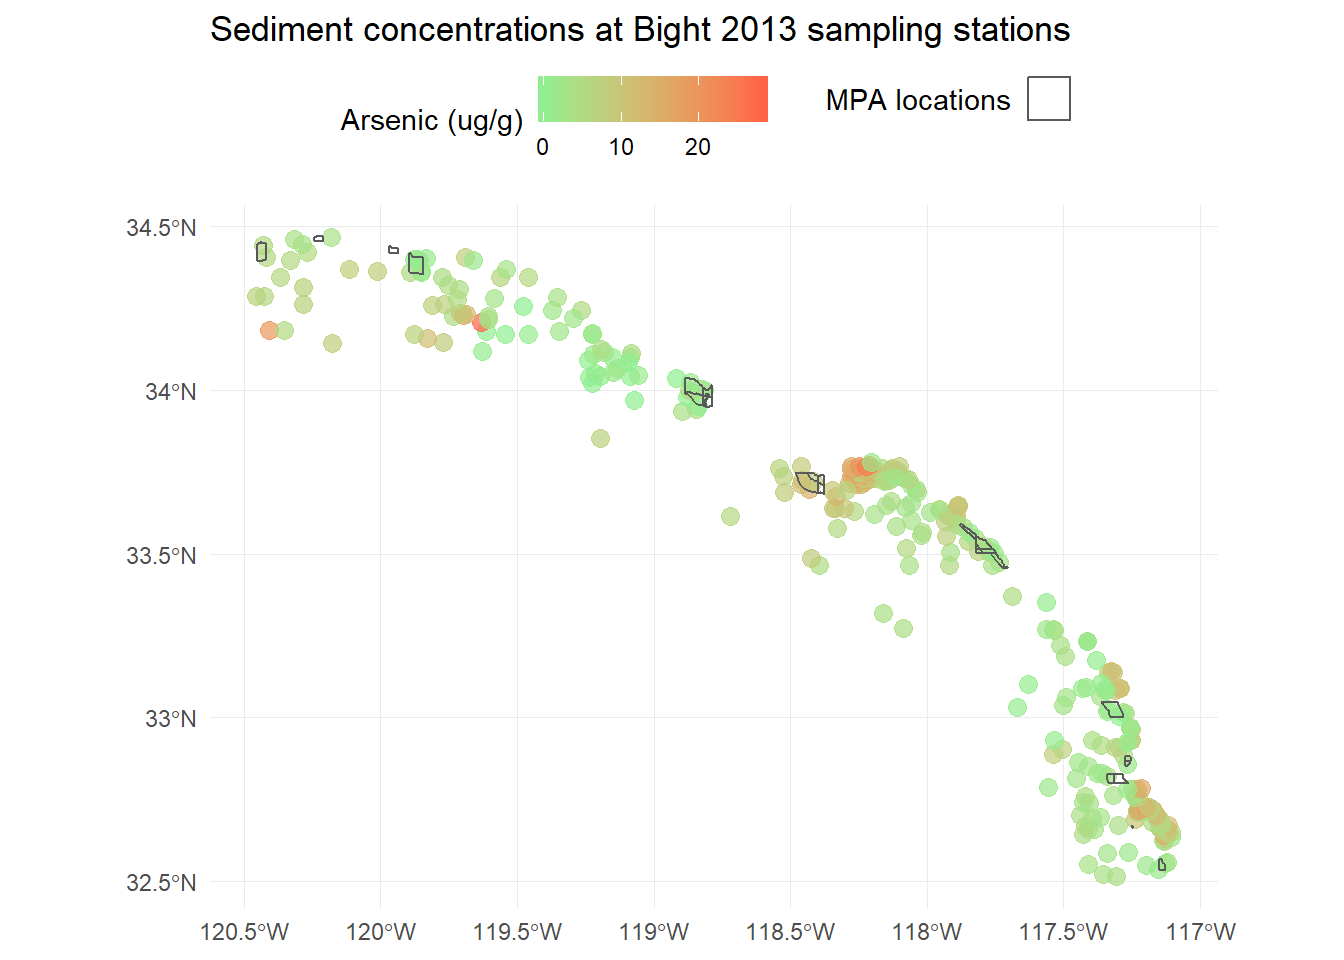 Sediment concentrations at Bight 2013 sampling stations
Arsenic (ug/g)
0 10 20
MPA locations
34.5°N
34°N
33.5°N
33°N
32.5°N
120.5°W 120°W 119.5°W 119°W 118.5°W 118°W 117.5°W 117°W